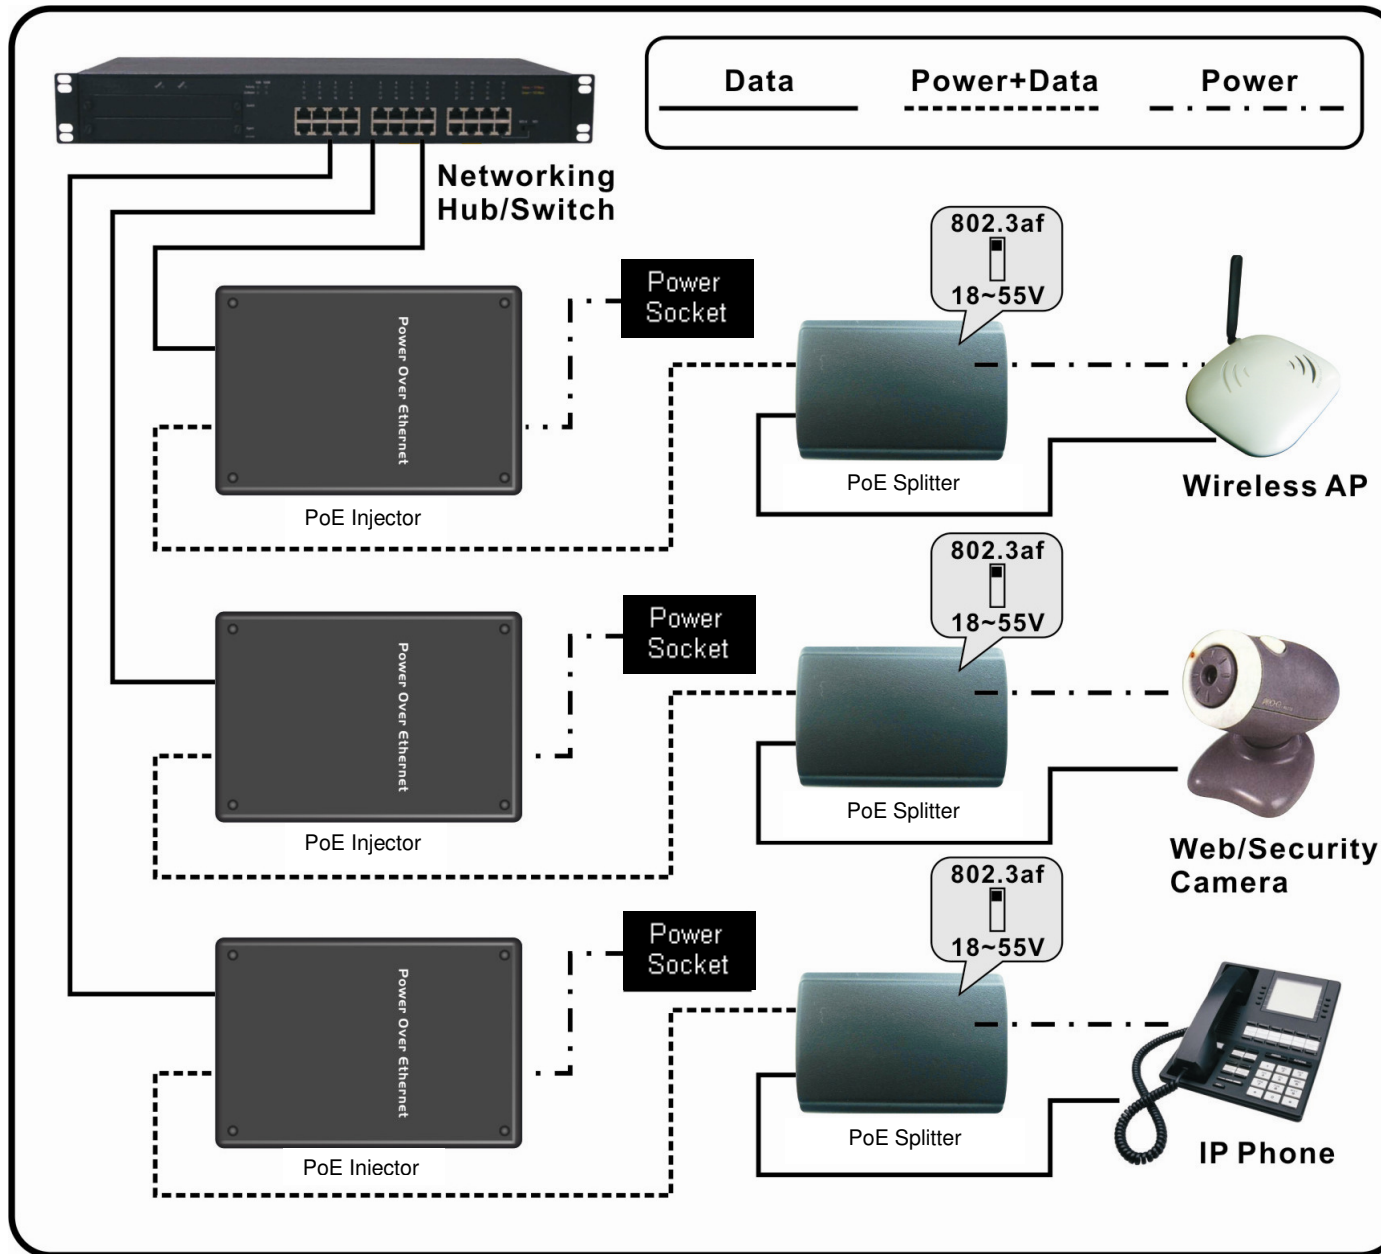 Data
Power+Data
Power
Networking
Hub/Switch
802.3af
18~55V
Power
Socket
Power Over Ethernet
PoE Injector
PoE Splitter
Wireless AP
802.3af
18~55V
Power
Socket
Power Over Ethernet
PoE Injector
PoE Splitter
Web/Security
Camera
802.3af
18~55V
Power
Socket
Power Over Ethernet
PoE Injector
PoE Splitter
IP Phone